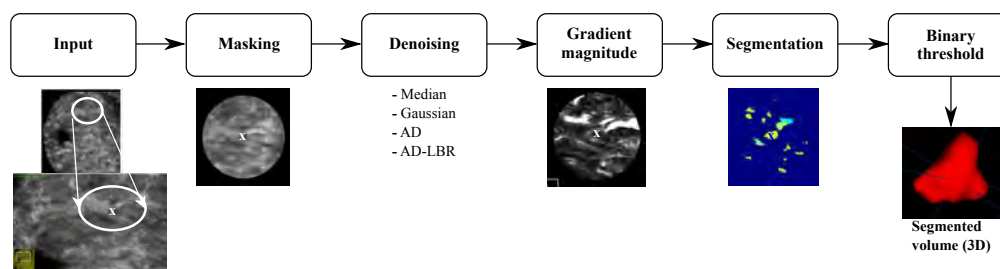 Input
Masking
Denoising
Gradient
magnitude
Segmentation
Binary
threshold
- Median
- Gaussian
- AD
- AD-LBR
x
x
x
x
Segmented
volume (3D)